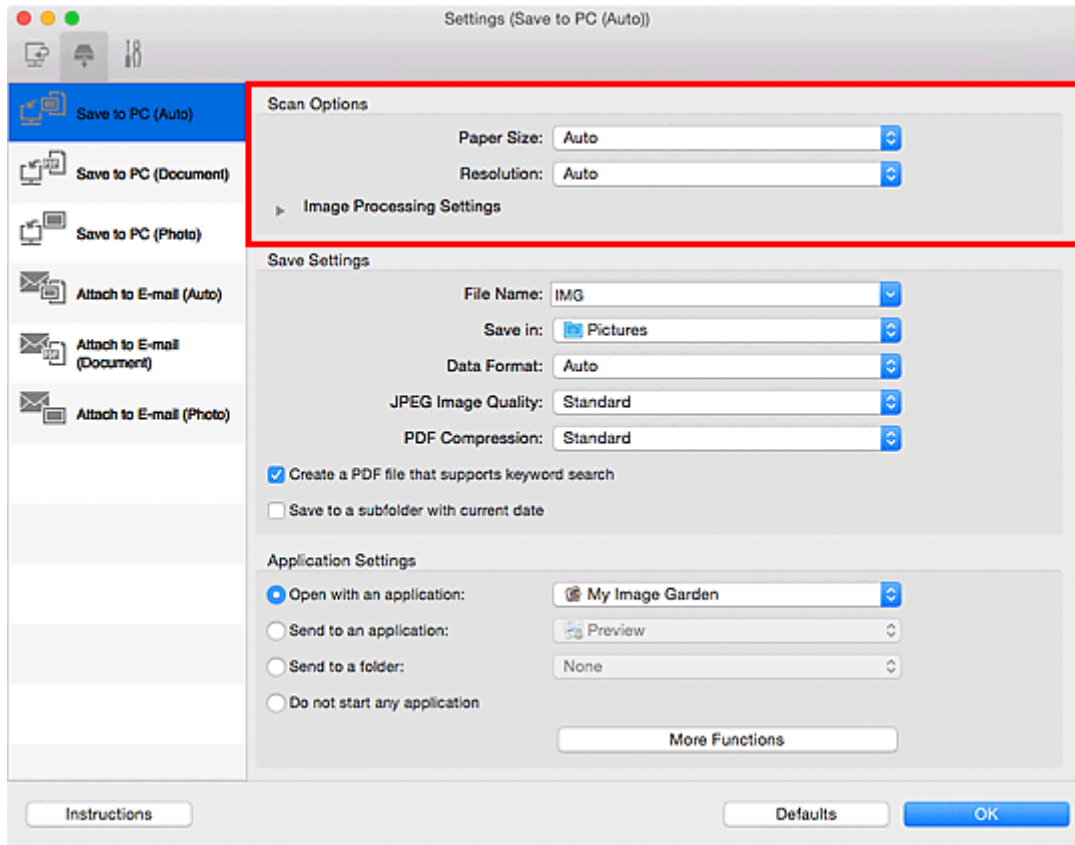 Settings (Save to PC (Auto))
Save to PC (Auto)
Save to PC (Document)
Save to PC (Photo)
Attach to E-mail (Auto)
Attach to E-mail
(Document)
Attach to E-mail (Photo)
Scan Options
Paper Size: Auto
Resolution: Auto
Image Processing Settings
Save Settings
File Name: IMG
Save in: Pictures
Data Format: Auto
JPEG Image Quality: Standard
PDF Compression: Standard
Create a PDF file that supports keyword search
Save to a subfolder with current date
Application Settings
Open with an application: My Image Garden
Send to an application: Preview
Send to a folder: None
Do not start any application
More Functions
Instructions
Defaults
OK